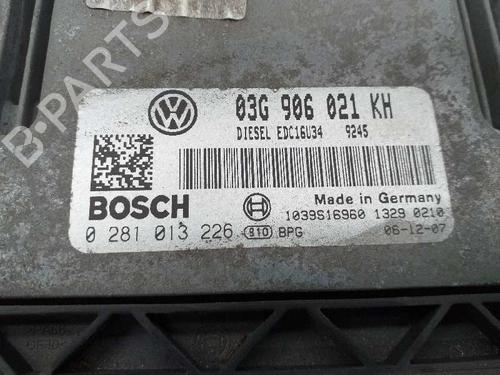 B-PARTS
03G 906 021 KH
DIESEL EDC16U34 9245
BOSCH
Made in Germany
1039S16960 1329 0210
0 281 013 226 810 BPG 06-12-07